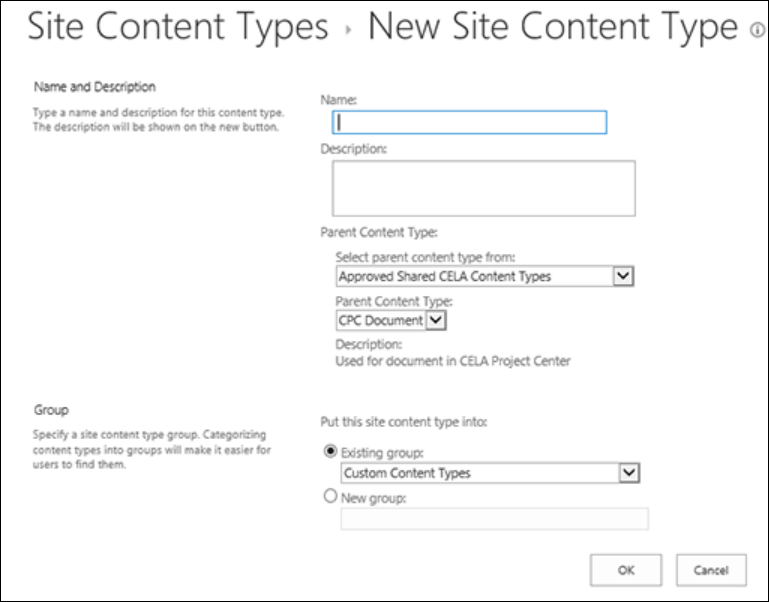 Site Content Types › New Site Content Type
Name and Description
Type a name and description for this content type.
The description will be shown on the new button.
Name:
Description:
Parent Content Type:
Select parent content type from:
Approved Shared CELA Content Types
Parent Content Type:
CPC Document
Description:
Used for document in CELA Project Center
Group
Specify a site content type group. Categorizing
content types into groups will make it easier for
users to find them.
Put this site content type into:
Existing group:
Custom Content Types
New group:
OK
Cancel